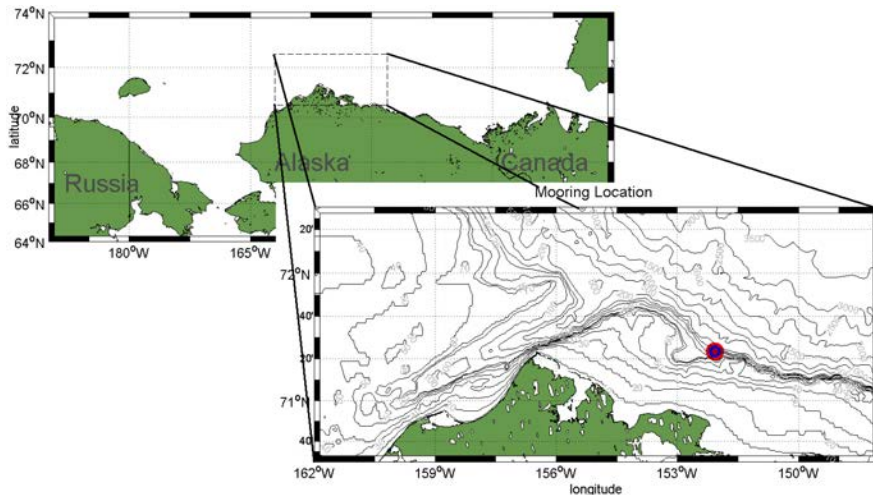 74°N
72°N
70°N
68°N
66°N
64°N
latitude
Russia
Alaska
Canada
180°W
165°W
Mooring Location
20'
72°N
40'
20'
71°N
40'
162°W
159°W
156°W
153°W
150°W
longitude